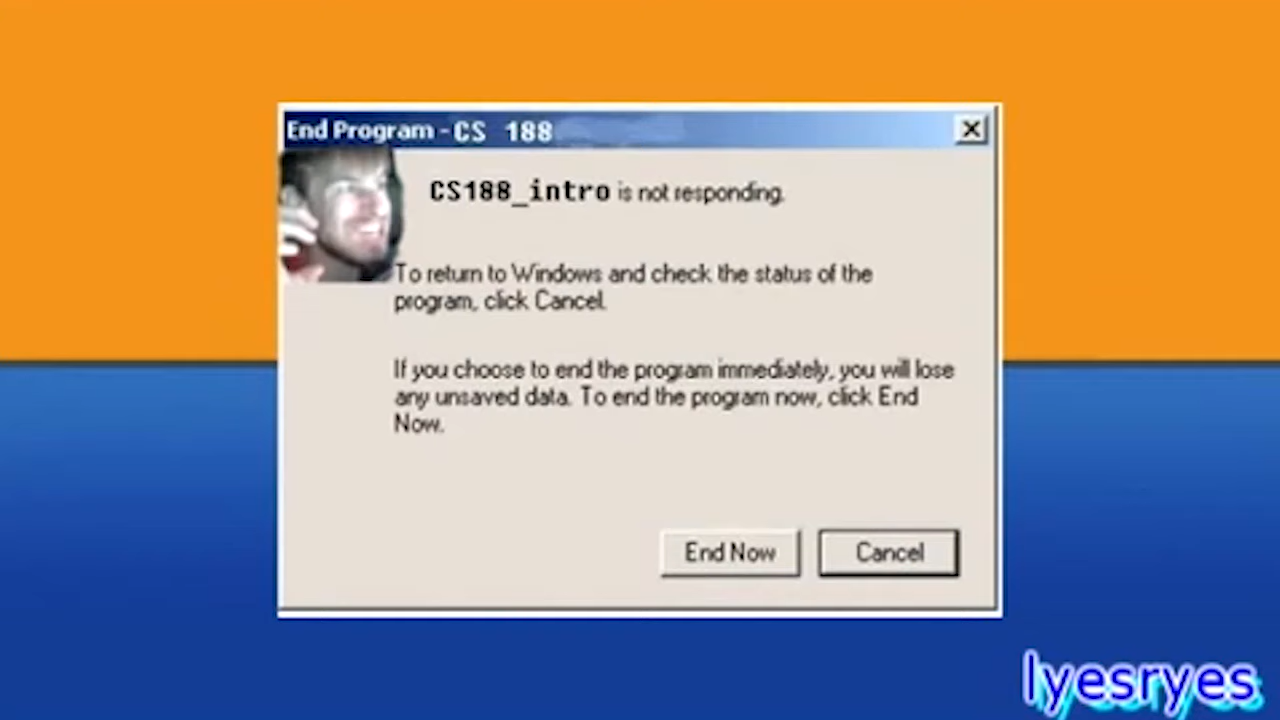 End Program - CS 188
CS188_intro is not responding.
To return to Windows and check the status of the
program, click Cancel.
If you choose to end the program immediately, you will lose
any unsaved data. To end the program now, click End
Now.
End Now Cancel
lyesryes